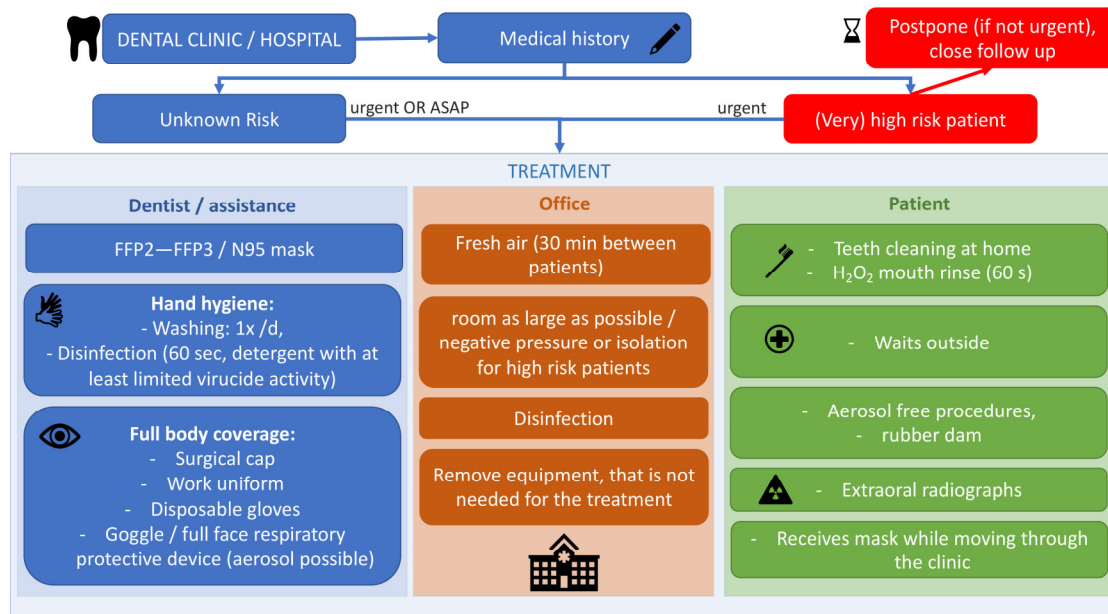 DENTAL CLINIC / HOSPITAL
Medical history
Postpone (if not urgent),
close follow up
Unknown Risk
urgent OR ASAP
urgent
(Very) high risk patient
TREATMENT
Dentist / assistance
FFP2—FFP3 / N95 mask
Hand hygiene:
- Washing: 1x /d,
- Disinfection (60 sec, detergent with at
least limited virucide activity)
Full body coverage:
- Surgical cap
- Work uniform
- Disposable gloves
- Goggle / full face respiratory
protective device (aerosol possible)
Office
Fresh air (30 min between
patients)
room as large as possible /
negative pressure or isolation
for high risk patients
Disinfection
Remove equipment, that is not
needed for the treatment
Patient
- Teeth cleaning at home
- H₂O₂ mouth rinse (60 s)
- Waits outside
- Aerosol free procedures,
- rubber dam
- Extraoral radiographs
- Receives mask while moving through
the clinic